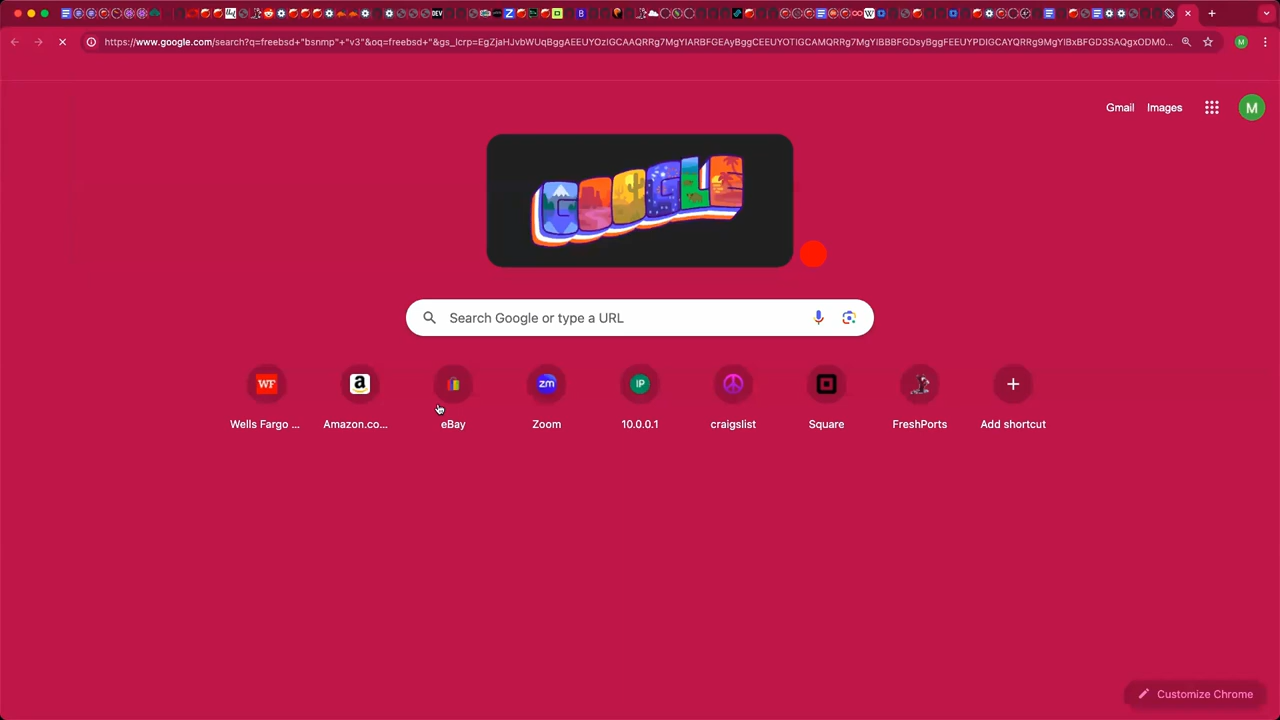 https://www.google.com/search?q=freebsd+"bsnmp"+"v3"&oq=freebsd+"&gs_lcrp=EgZjaHJvbWUqBggAEEUYOzIGCAAQRRg7MgYIARBFGEAyBggCEEUYOTIGCAMQRRg7MgYIBBBFGDsyBggFEEUYPDIGCAYQRRg9MgYIBxBFGD3SAQgxODM0...
M
Gmail Images
M
GOOGLE
Search Google or type a URL
WF a zm IP
Wells Fargo ... Amazon.co... eBay Zoom 10.0.0.1 craigslist Square FreshPorts Add shortcut
Customize Chrome